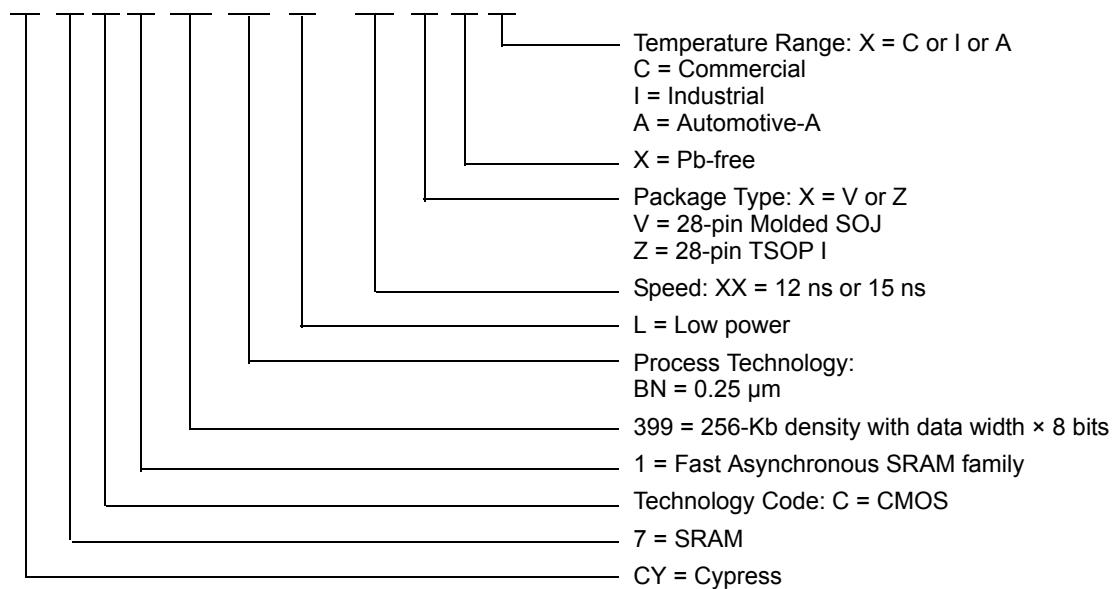 Temperature Range: X = C or I or A
C = Commercial
I = Industrial
A = Automotive-A
X = Pb-free
Package Type: X = V or Z
V = 28-pin Molded SOJ
Z = 28-pin TSOP I
Speed: XX = 12 ns or 15 ns
L = Low power
Process Technology:
BN = 0.25 µm
399 = 256-Kb density with data width × 8 bits
1 = Fast Asynchronous SRAM family
Technology Code: C = CMOS
7 = SRAM
CY = Cypress